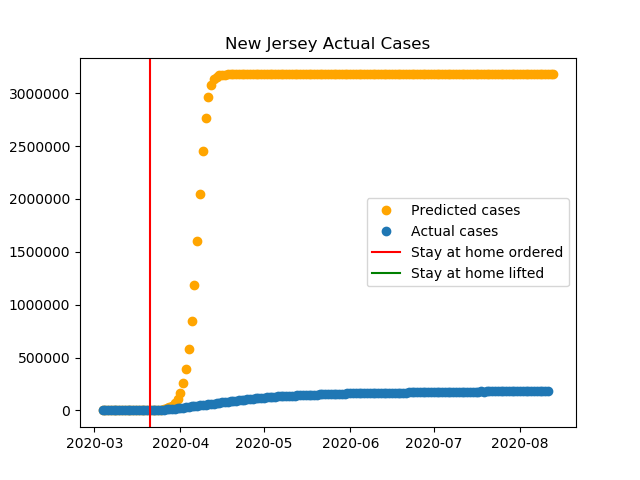 New Jersey Actual Cases
3000000
2500000
2000000
1500000
1000000
500000
0
Predicted cases
Actual cases
Stay at home ordered
Stay at home lifted
2020-03 2020-04 2020-05 2020-06 2020-07 2020-08